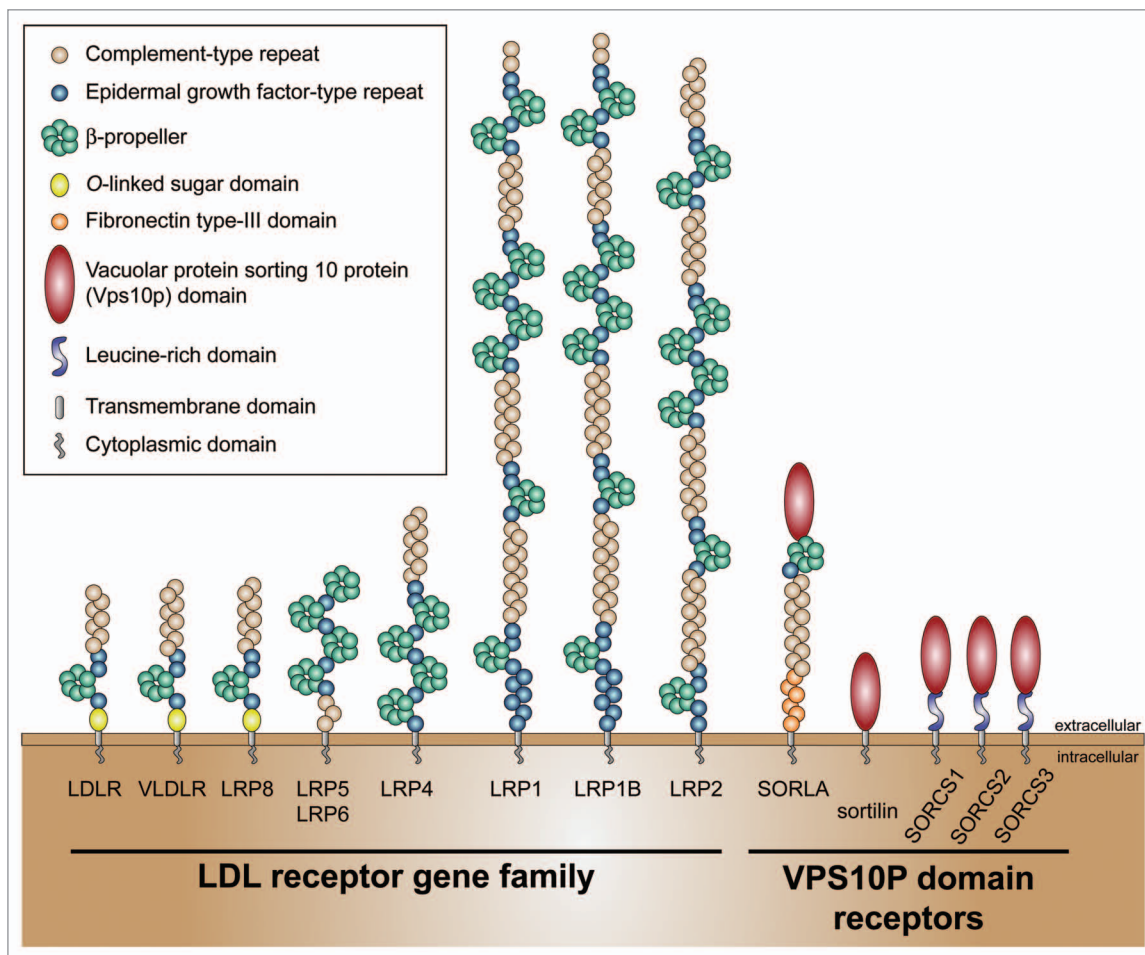 Complement-type repeat
Epidermal growth factor-type repeat
β-propeller
O-linked sugar domain
Fibronectin type-III domain
Vacuolar protein sorting 10 protein
(Vps10p) domain
Leucine-rich domain
Transmembrane domain
Cytoplasmic domain
extracellular
intracellular
LDLR
VLDLR
LRP8
LRP5
LRP6
LRP4
LRP1
LRP1B
LRP2
SORLA
sortilin
SORCS1
SORCS2
SORCS3
LDL receptor gene family
VPS10P domain
receptors